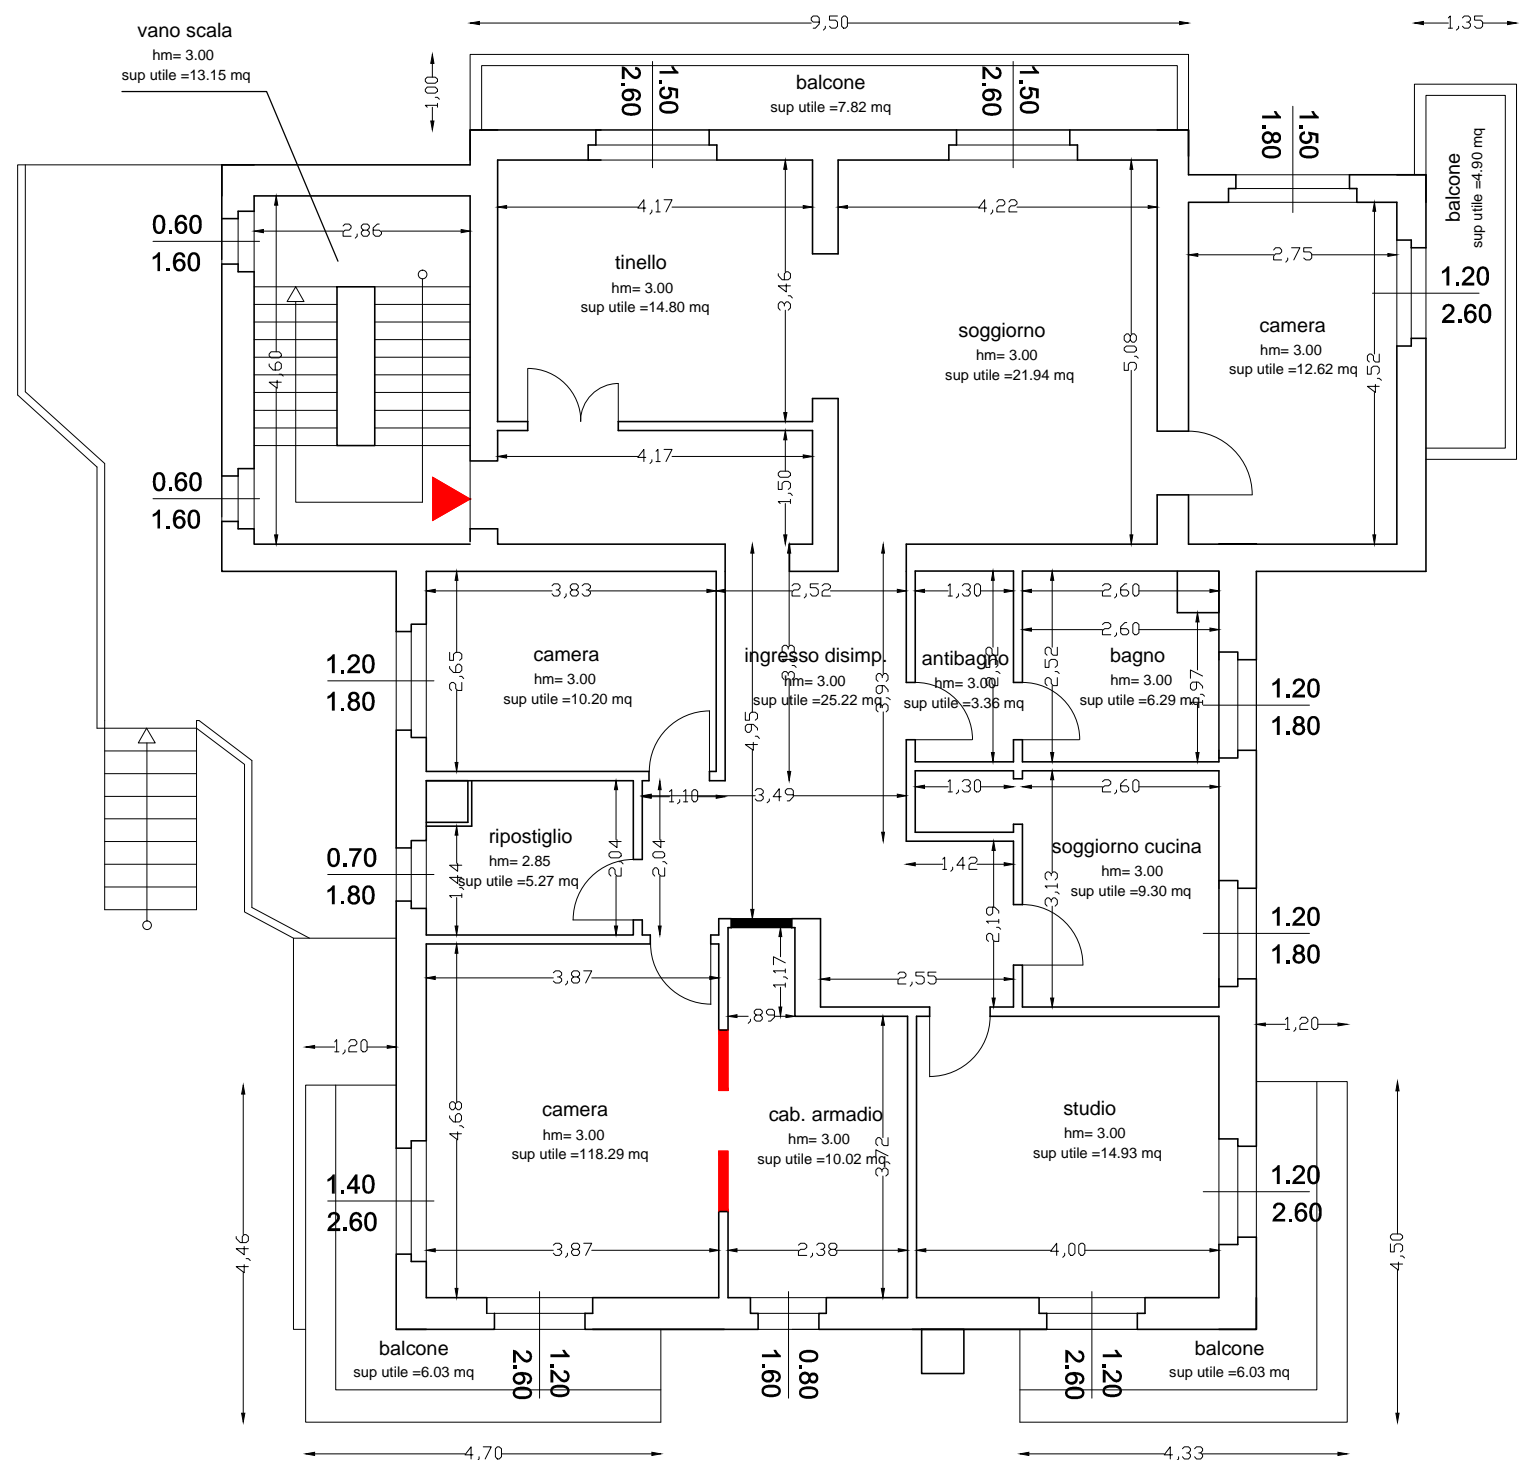 9,50
1,35
vano scala
hm= 3.00
sup utile =13.15 mq
1,00
2.60
1.50
balcone
sup utile =7.82 mq
2.60
1.50
1.80
1.50
balcone
sup utile =4.90 mq
0.60
1.60
2,86
4,17
4,22
2,75
tinello
hm= 3.00
sup utile =14.80 mq
3,46
soggiorno
hm= 3.00
sup utile =21.94 mq
5,08
camera
hm= 3.00
sup utile =12.62 mq
4,52
1.20
2.60
4,60
0.60
1.60
4,17
1,50
3,83
2,52
1,30
2,60
2,60
1.20
1.80
2,65
camera
hm= 3.00
sup utile =10.20 mq
ingresso disimp.
hm= 3.00
sup utile =25.22 mq
4,95
3,93
antibagno
hm= 3.00
sup utile =3.36 mq
2,52
2,52
bagno
hm= 3.00
sup utile =6.29 mq
1,97
1.20
1.80
1,10
3,49
1,30
2,60
0.70
1.80
ripostiglio
hm= 2.85
sup utile =5.27 mq
1,44
2,04
2,04
1,42
soggiorno cucina
hm= 3.00
sup utile =9.30 mq
3,13
2,19
1.20
1.80
3,87
1,17
2,55
,89
1,20
1,20
4,68
camera
hm= 3.00
sup utile =118.29 mq
cab. armadio
hm= 3.00
sup utile =10.02 mq
3,72
studio
hm= 3.00
sup utile =14.93 mq
1.40
2.60
1.20
2.60
3,87
2,38
4,00
4,46
4,50
balcone
sup utile =6.03 mq
2.60
1.20
1.60
0.80
2.60
1.20
balcone
sup utile =6.03 mq
4,70
4,33